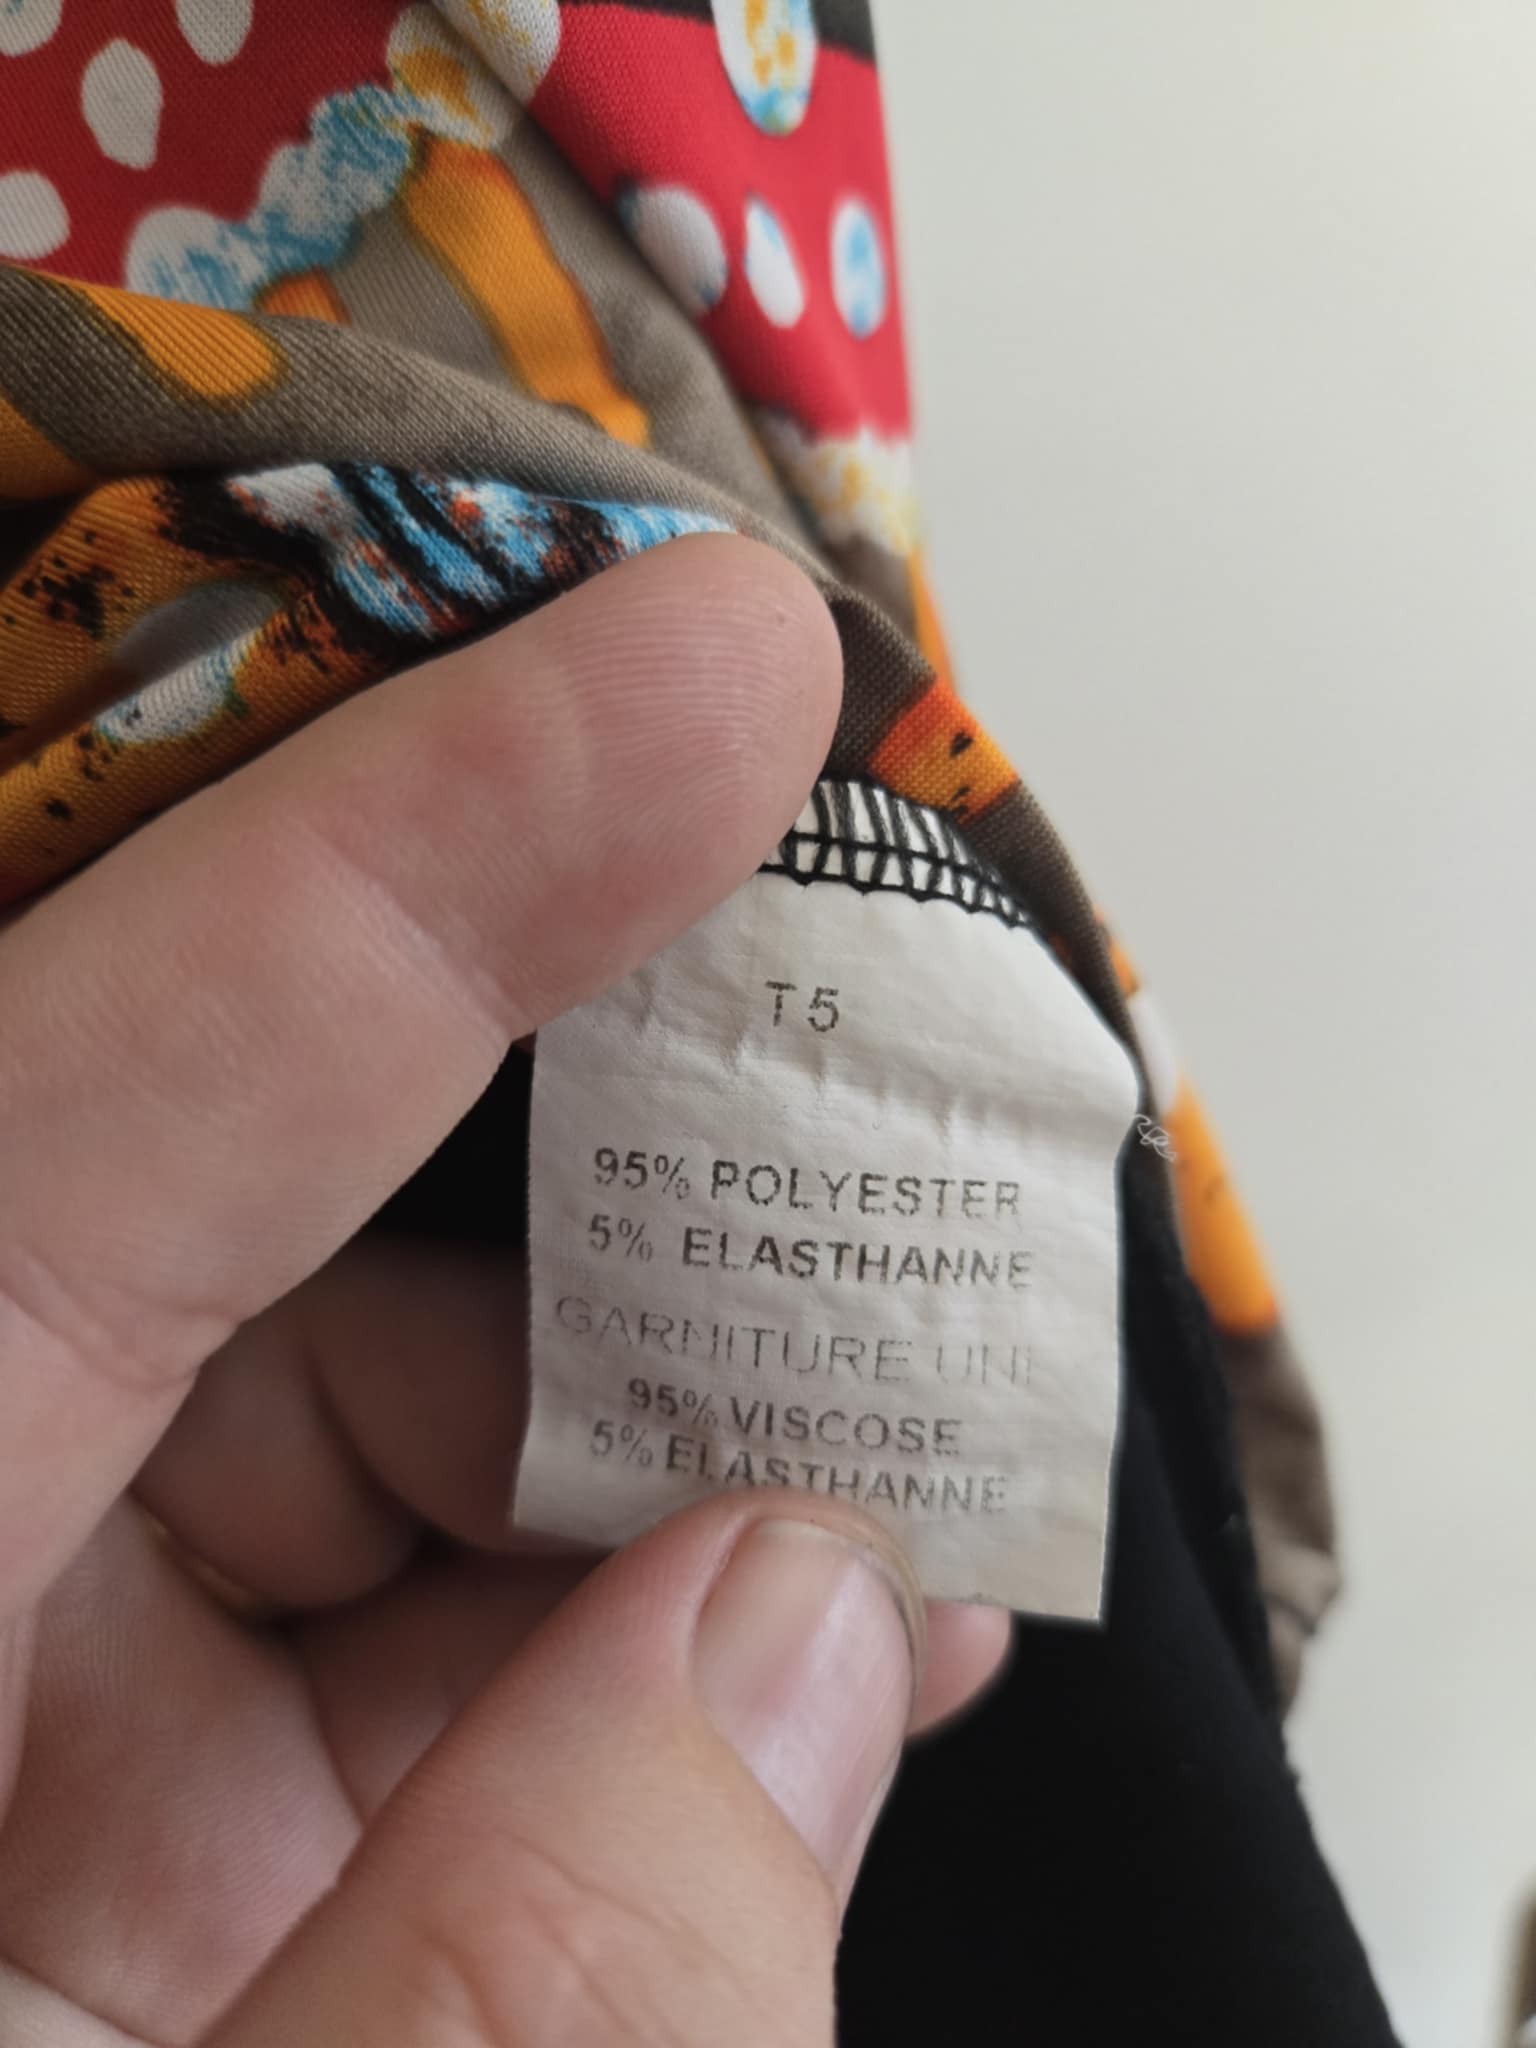 T5
95% POLYESTER
5% ELASTHANNE
GARNITURE UNI
95% VISCOSE
5% ELASTHANNE